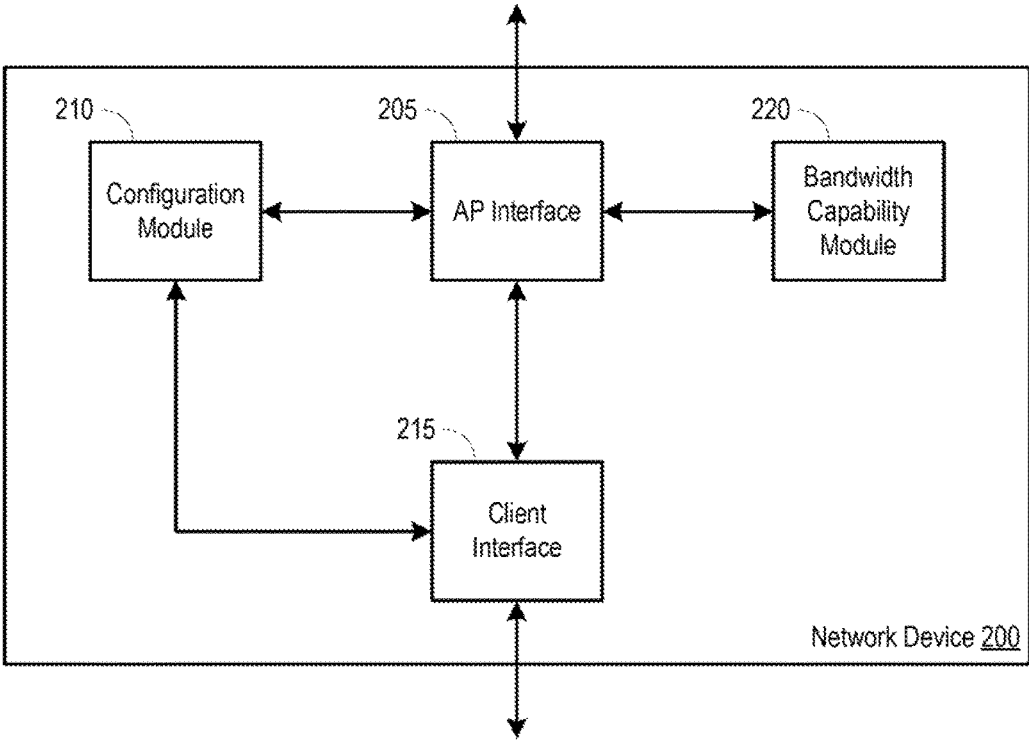 210
205
220
Configuration
Module
AP Interface
Bandwidth
Capability
Module
215
Client
Interface
Network Device 200